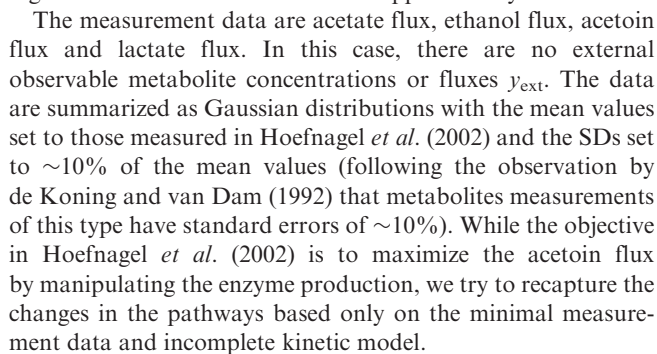 The measurement data are acetate flux, ethanol flux, acetoin
flux and lactate flux. In this case, there are no external
observable metabolite concentrations or fluxes yext. The data
are summarized as Gaussian distributions with the mean values
set to those measured in Hoefnagel et al. (2002) and the SDs set
to ~10% of the mean values (following the observation by
de Koning and van Dam (1992) that metabolites measurements
of this type have standard errors of ~10%). While the objective
in Hoefnagel et al. (2002) is to maximize the acetoin flux
by manipulating the enzyme production, we try to recapture the
changes in the pathways based only on the minimal measure-
ment data and incomplete kinetic model.